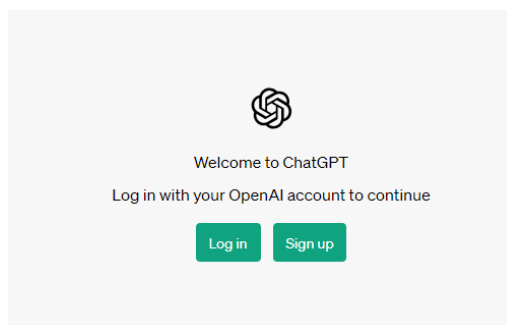 Welcome to ChatGPT
Log in with your OpenAI account to continue
Log in Sign up